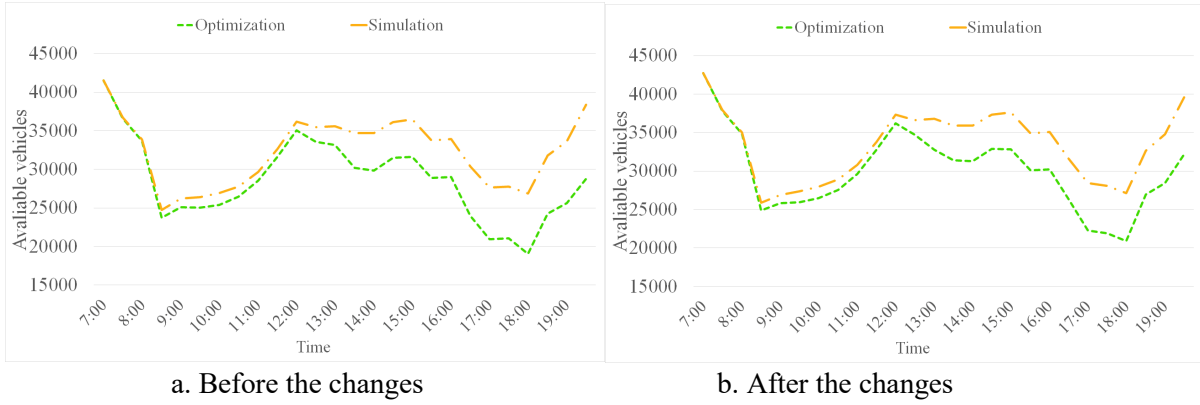 Optimization Simulation
45000
40000
35000
30000
25000
20000
15000
Avaliable vehicles
7:00 8:00 9:00 10:00 11:00 12:00 13:00 14:00 15:00 16:00 17:00 18:00 19:00
Time
a. Before the changes
Optimization Simulation
45000
40000
35000
30000
25000
20000
15000
Avaliable vehicles
7:00 8:00 9:00 10:00 11:00 12:00 13:00 14:00 15:00 16:00 17:00 18:00 19:00
Time
b. After the changes